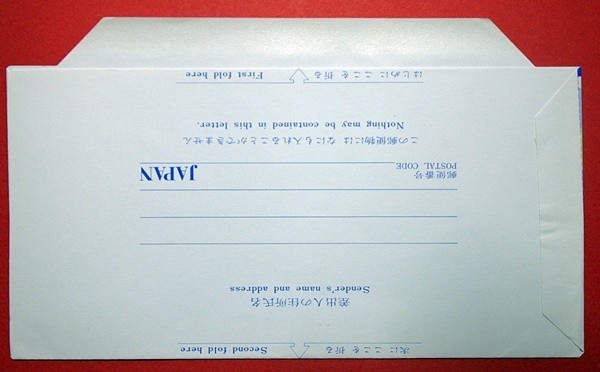 次に ここ を 折る Second fold here
差出人の住所氏名
Sender's name and address
郵便番号
POSTAL CODE
JAPAN
この郵便物には なにも入れることができません
Nothing may be contained in this letter.
はじめに ここ を 折る First fold here